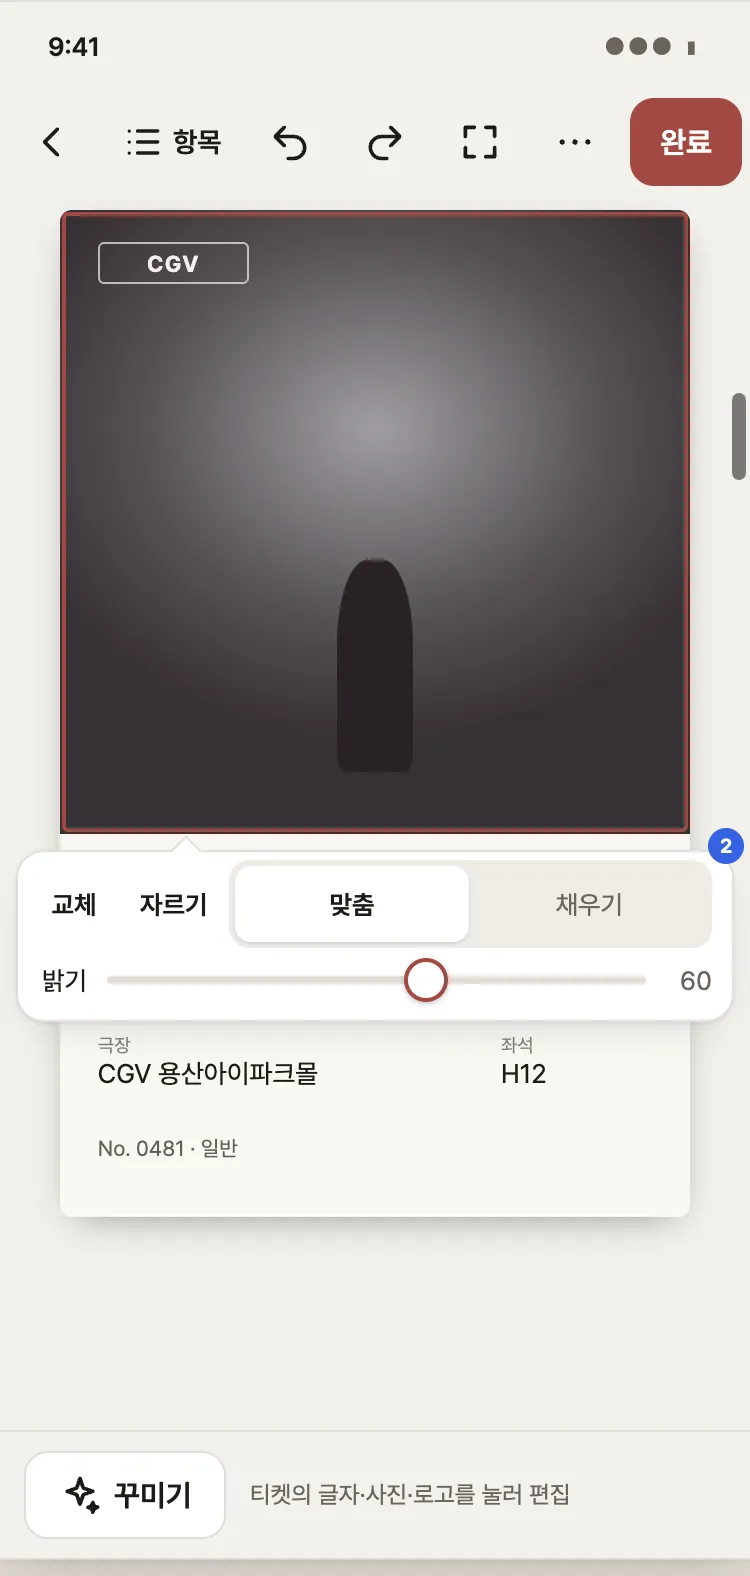 9:41
항목
완료
CGV
2
교체 자르기 맞춤 채우기
밝기 60
극장 좌석
CGV 용산아이파크몰 H12
No. 0481 · 일반
꾸미기 티켓의 글자·사진·로고를 눌러 편집